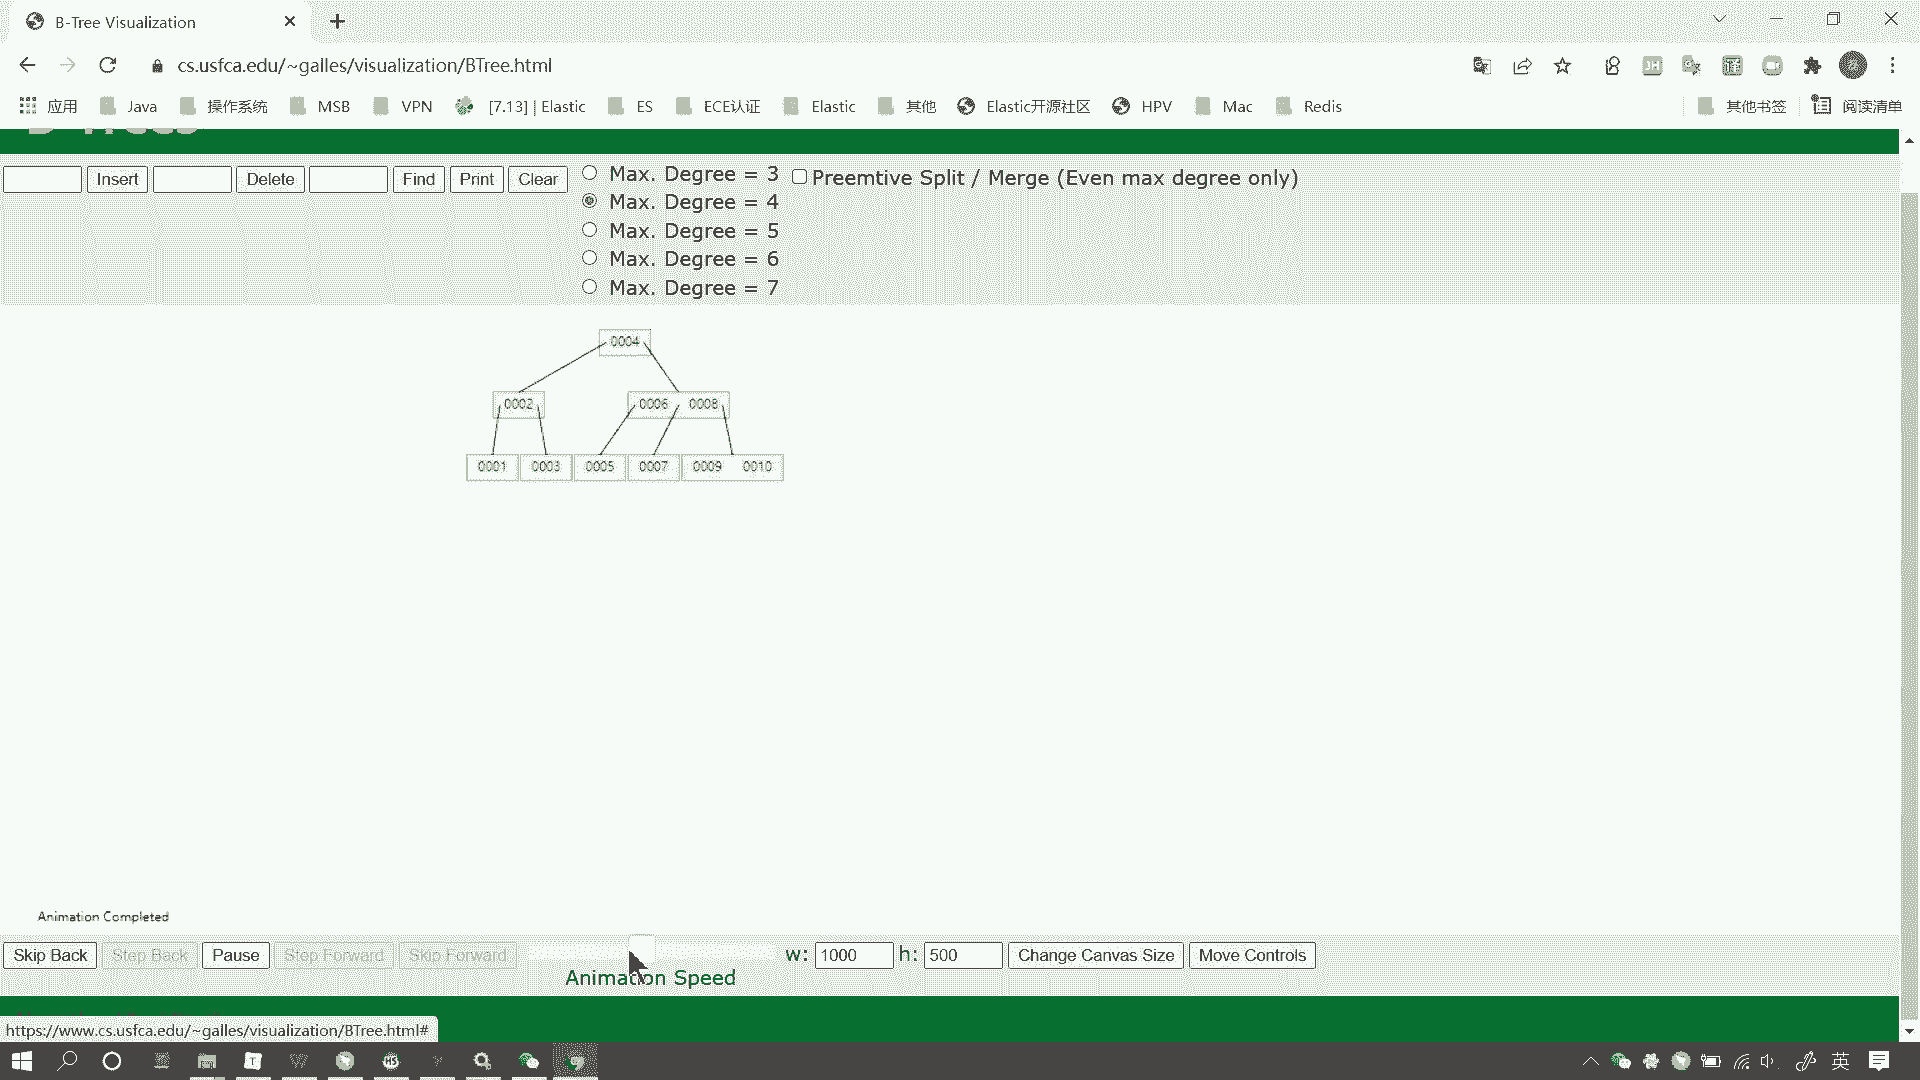 B-Tree Visualization
cs.usfca.edu/~galles/visualization/BTree.html
应用 Java 操作系统 MSB VPN [7.13] | Elastic ES ECE认证 Elastic 其他 Elastic开源社区 HPV Mac Redis 其他书签 阅读清单
Insert Delete Find Print Clear
Max. Degree = 3
Max. Degree = 4
Max. Degree = 5
Max. Degree = 6
Max. Degree = 7
Preemtive Split / Merge (Even max degree only)
0004
0002 0006 0008
0001 0003 0005 0007 0009 0010
Animation Completed
Skip Back Step Back Pause Step Forward Skip Forward w: 1000 h: 500 Change Canvas Size Move Controls
Animation Speed
https://www.cs.usfca.edu/~galles/visualization/BTree.html#
英